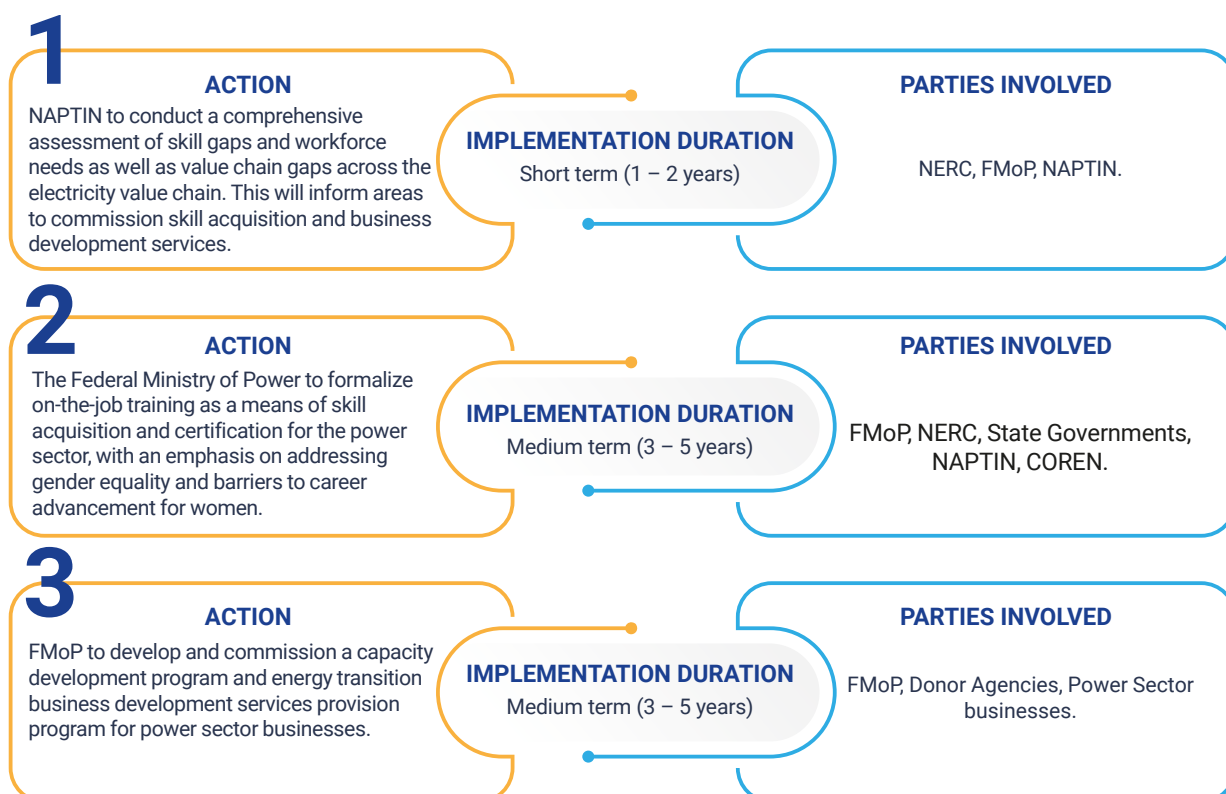 1
ACTION
NAPTIN to conduct a comprehensive
assessment of skill gaps and workforce
needs as well as value chain gaps across the
electricity value chain. This will inform areas
to commission skill acquisition and business
development services.
IMPLEMENTATION DURATION
Short term (1 – 2 years)
PARTIES INVOLVED
NERC, FMoP, NAPTIN.
2
ACTION
The Federal Ministry of Power to formalize
on-the-job training as a means of skill
acquisition and certification for the power
sector, with an emphasis on addressing
gender equality and barriers to career
advancement for women.
IMPLEMENTATION DURATION
Medium term (3 – 5 years)
PARTIES INVOLVED
FMoP, NERC, State Governments,
NAPTIN, COREN.
3
ACTION
FMoP to develop and commission a capacity
development program and energy transition
business development services provision
program for power sector businesses.
IMPLEMENTATION DURATION
Medium term (3 – 5 years)
PARTIES INVOLVED
FMoP, Donor Agencies, Power Sector
businesses.